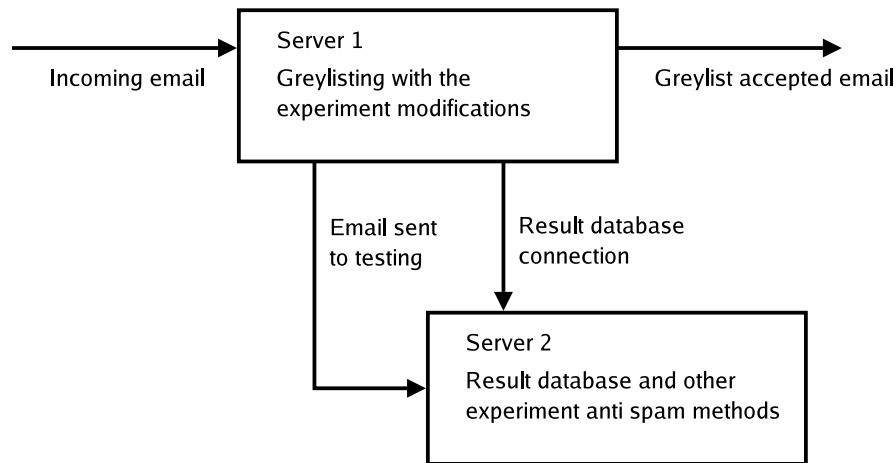 Server 1
Greylisting with the
experiment modifications
Incoming email
Greylist accepted email
Email sent
to testing
Result database
connection
Server 2
Result database and other
experiment anti spam methods